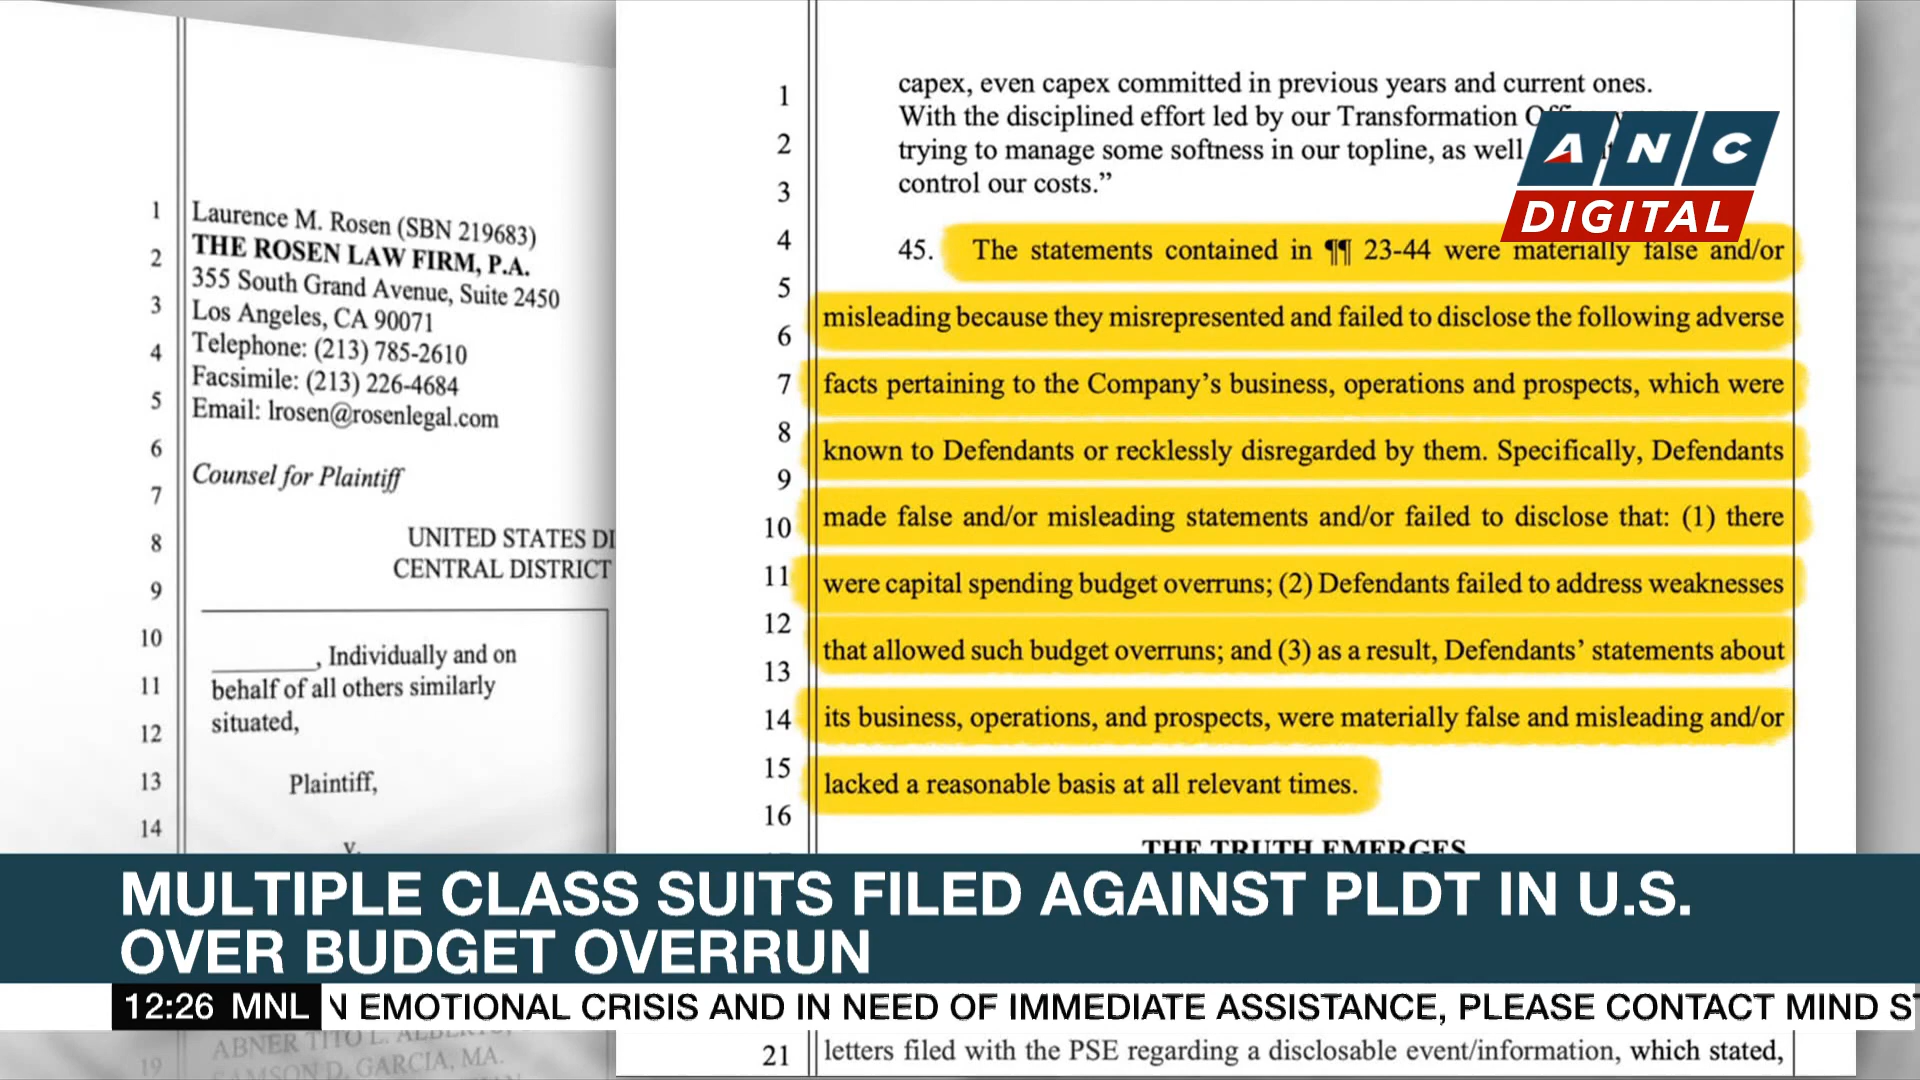 1
2
3
4
5
6
7
8
9
10
11
12
13
14
19
Laurence M. Rosen (SBN 219683)
THE ROSEN LAW FIRM, P.A.
355 South Grand Avenue, Suite 2450
Los Angeles, CA 90071
Telephone: (213) 785-2610
Facsimile: (213) 226-4684
Email: lrosen@rosenlegal.com
Counsel for Plaintiff
UNITED STATES DI
CENTRAL DISTRICT
________, Individually and on
behalf of all others similarly
situated,
Plaintiff,
v.
ABNER TITO L.
SAMSON D. GARCIA, MA.
1
2
3
4
5
6
7
8
9
10
11
12
13
14
15
16
21
capex, even capex committed in previous years and current ones.
With the disciplined effort led by our Transformation
trying to manage some softness in our topline, as well
control our costs.”
45. The statements contained in ¶¶ 23-44 were materially false and/or
misleading because they misrepresented and failed to disclose the following adverse
facts pertaining to the Company’s business, operations and prospects, which were
known to Defendants or recklessly disregarded by them. Specifically, Defendants
made false and/or misleading statements and/or failed to disclose that: (1) there
were capital spending budget overruns; (2) Defendants failed to address weaknesses
that allowed such budget overruns; and (3) as a result, Defendants’ statements about
its business, operations, and prospects, were materially false and misleading and/or
lacked a reasonable basis at all relevant times.
THE TRUTH EMERGES
letters filed with the PSE regarding a disclosable event/information, which stated,
ANC
DIGITAL
MULTIPLE CLASS SUITS FILED AGAINST PLDT IN U.S.
OVER BUDGET OVERRUN
12:26 MNL
N EMOTIONAL CRISIS AND IN NEED OF IMMEDIATE ASSISTANCE, PLEASE CONTACT MIND S